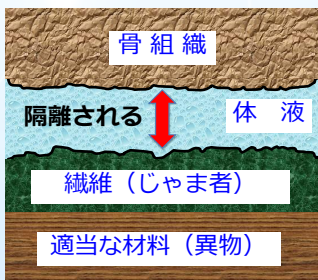 骨 組 織
隔離される
体　液
繊維（じゃま者）
適当な材料（異物）